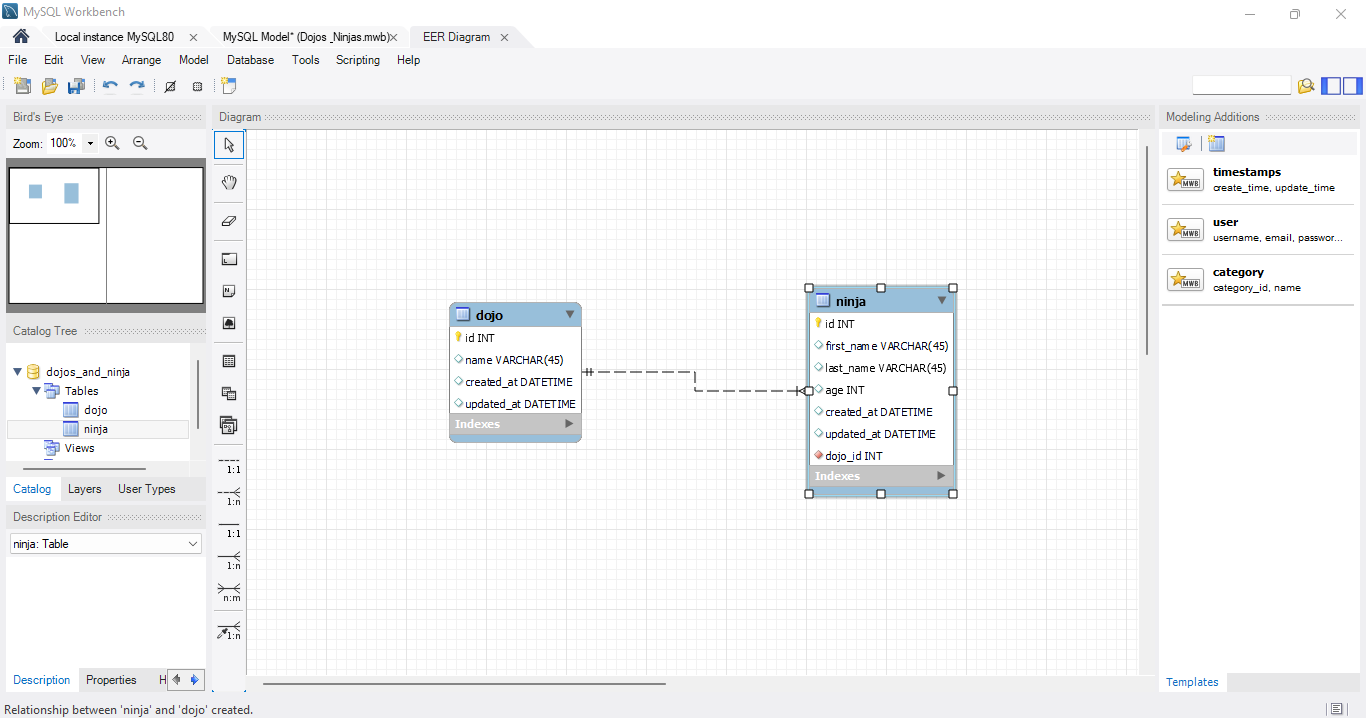 MySQL Workbench
Local instance MySQL80
MySQL Model* (Dojos _Ninjas.mwb)
EER Diagram
File Edit View Arrange Model Database Tools Scripting Help
Bird's Eye
Diagram
Modeling Additions
Zoom: 100%
timestamps
create_time, update_time
user
username, email, passwor...
category
category_id, name
dojo
id INT
name VARCHAR(45)
created_at DATETIME
updated_at DATETIME
Indexes
ninja
id INT
first_name VARCHAR(45)
last_name VARCHAR(45)
age INT
created_at DATETIME
updated_at DATETIME
dojo_id INT
Indexes
Catalog Tree
dojos_and_ninja
Tables
dojo
ninja
Views
Catalog Layers User Types
Description Editor
ninja: Table
1:1
1:n
1:1
1:n
n:m
1:n
Description Properties H
Templates
Relationship between 'ninja' and 'dojo' created.